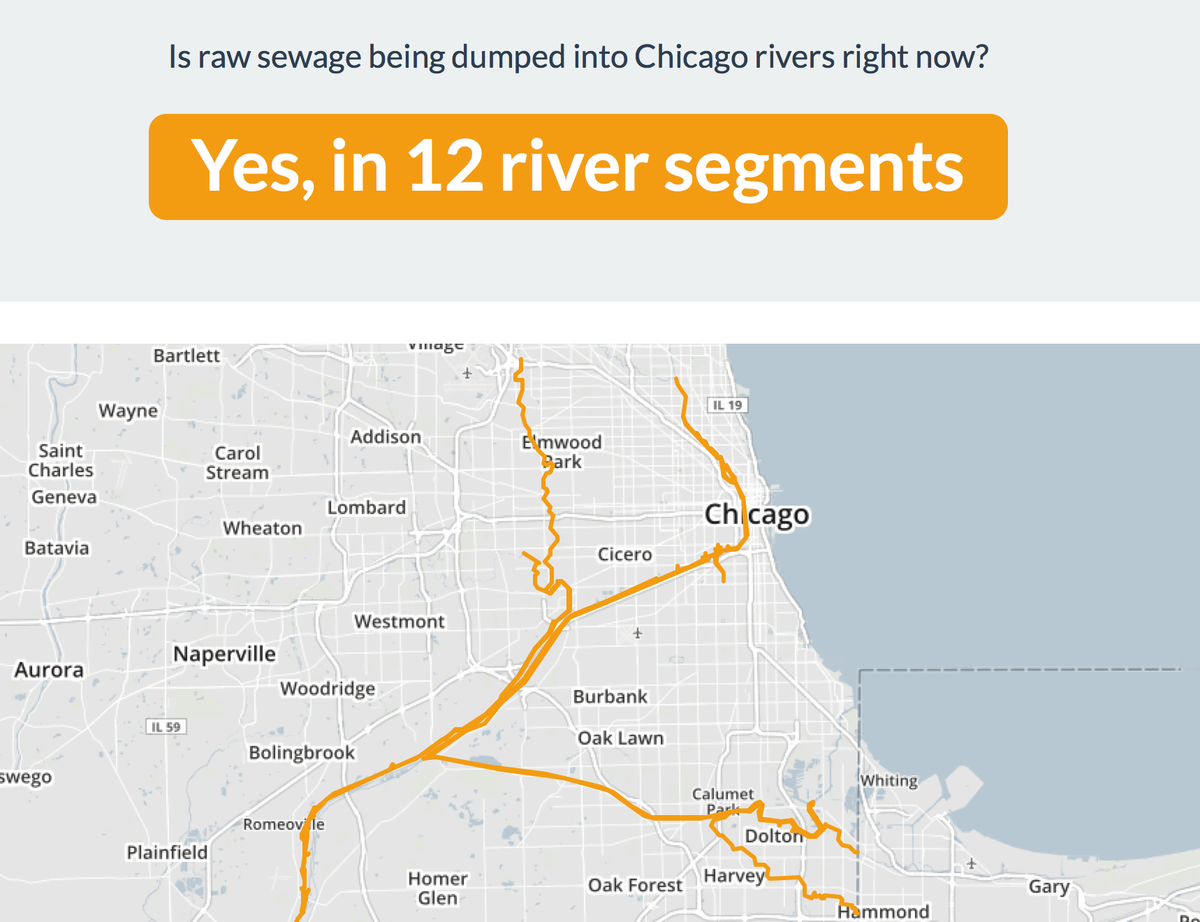 Is raw sewage being dumped into Chicago rivers right now?
Yes, in 12 river segments
Village
Bartlett
IL 19
Wayne
Addison
Elmwood
Park
Saint
Charles
Carol
Stream
Geneva
Lombard
Chicago
Wheaton
Batavia
Cicero
Westmont
Naperville
Aurora
Woodridge
Burbank
IL 59
Oak Lawn
Bolingbrook
swego
Whiting
Calumet
Park
Romeoville
Dolton
Plainfield
Harvey
Homer
Glen
Oak Forest
Gary
Hammond